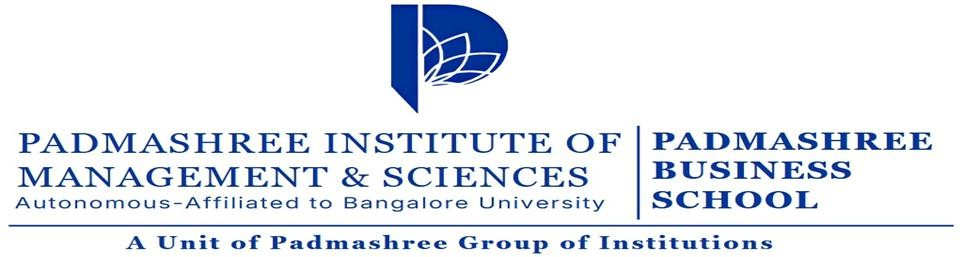 PADMASHREE INSTITUTE OF
MANAGEMENT & SCIENCES
Autonomous-Affiliated to Bangalore University
PADMASHREE
BUSINESS
SCHOOL
A Unit of Padmashree Group of Institutions